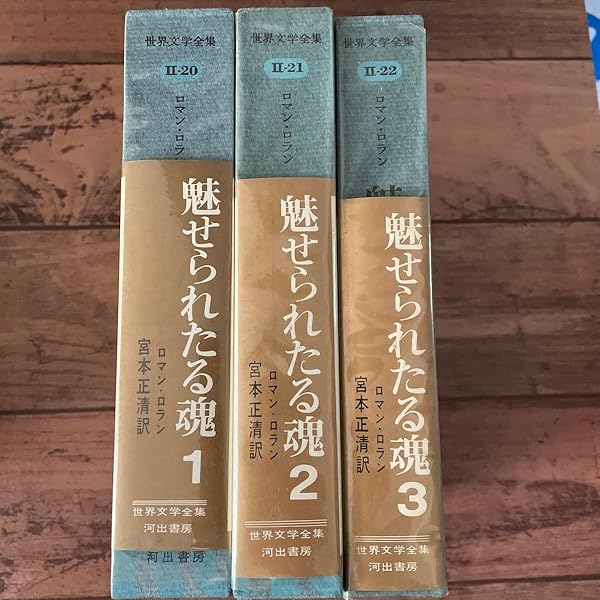 世界文学全集
II-20
ロマン・ロラン
魅せられたる魂 1
ロマン・ロラン
宮本正清訳
世界文学全集
河出書房
河出書房
世界文学全集
II-21
ロマン・ロラン
魅せられたる魂 2
ロマン・ロラン
宮本正清訳
世界文学全集
河出書房
世界文学全集
II-22
ロマン・ロラン
魅せられたる魂 3
ロマン・ロラン
宮本正清訳
世界文学全集
河出書房